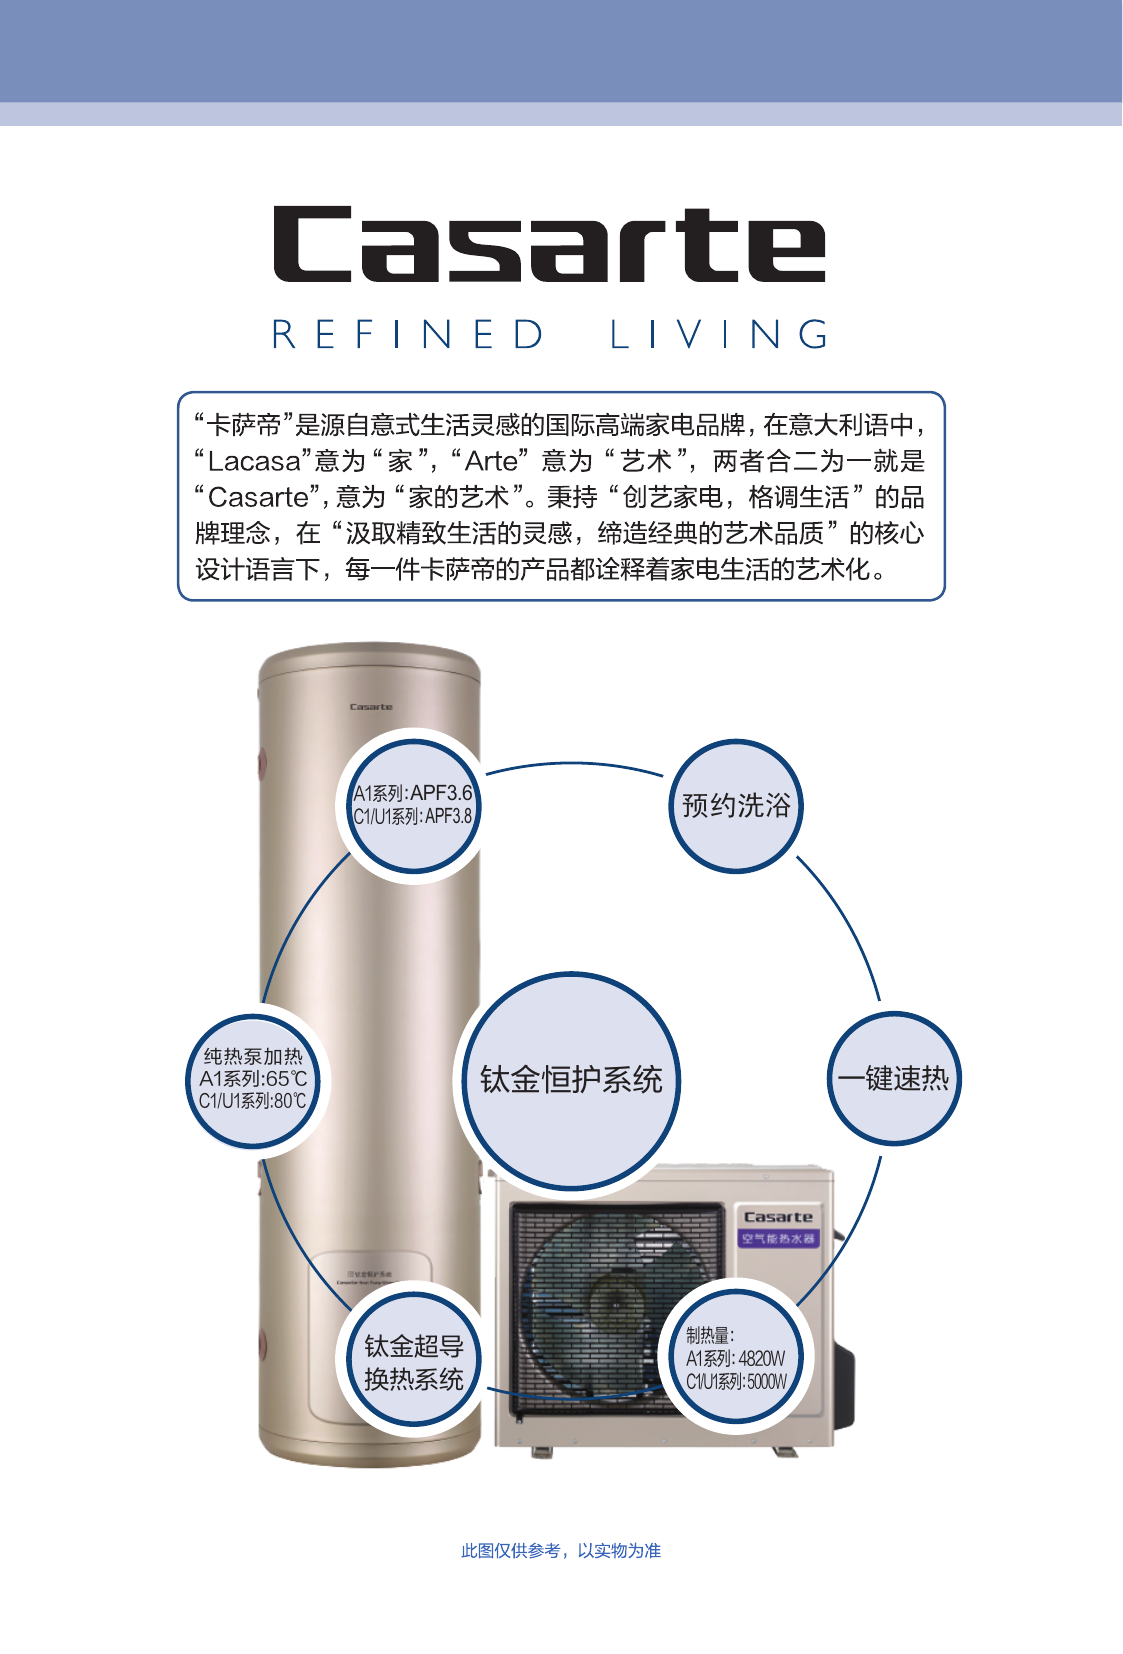 Casarte
REFINED LIVING
“卡萨帝”是源自意式生活灵感的国际高端家电品牌，在意大利语中，
“Lacasa”意为“家”，“Arte”意为“艺术”，两者合二为一就是
“Casarte”，意为“家的艺术”。秉持“创艺家电，格调生活”的品
牌理念，在“汲取精致生活的灵感，缔造经典的艺术品质”的核心
设计语言下，每一件卡萨帝的产品都诠释着家电生活的艺术化。
Casarte
A1系列：APF3.6
C1/U1系列：APF3.8
预约洗浴
纯热泵加热
A1系列:65℃
C1/U1系列:80℃
钛金恒护系统
一键速热
Casarte
空气能热水器
钛金恒护系统
钛金超导
换热系统
制热量：
A1系列：4820W
C1/U1系列：5000W
此图仅供参考，以实物为准